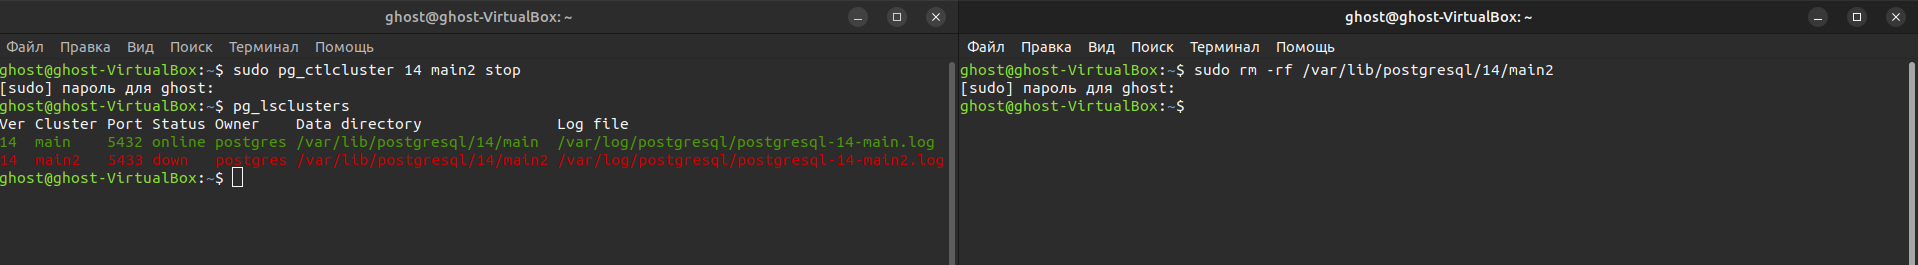 ghost@ghost-VirtualBox: ~
Файл Правка Вид Поиск Терминал Помощь
ghost@ghost-VirtualBox:~$ sudo pg_ctlcluster 14 main2 stop
[sudo] пароль для ghost:
ghost@ghost-VirtualBox:~$ pg_lsclusters
Ver Cluster Port Status Owner    Data directory               Log file
14  main    5432 online postgres /var/lib/postgresql/14/main  /var/log/postgresql/postgresql-14-main.log
14  main2   5433 down   postgres /var/lib/postgresql/14/main2 /var/log/postgresql/postgresql-14-main2.log
ghost@ghost-VirtualBox:~$
ghost@ghost-VirtualBox: ~
Файл Правка Вид Поиск Терминал Помощь
ghost@ghost-VirtualBox:~$ sudo rm -rf /var/lib/postgresql/14/main2
[sudo] пароль для ghost:
ghost@ghost-VirtualBox:~$